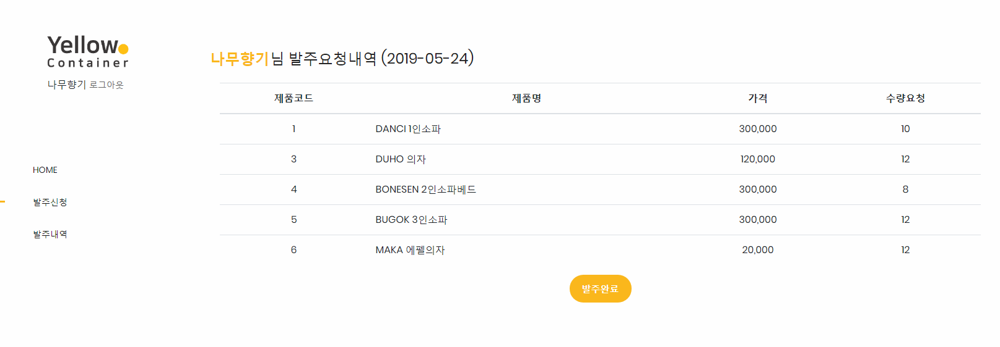 Yellow
Container
나무향기 로그아웃
HOME
발주신청
발주내역
나무향기님 발주요청내역 (2019-05-24)
제품코드 제품명 가격 수량요청
1 DANCI 1인소파 300,000 10
3 DUHO 의자 120,000 12
4 BONESEN 2인소파베드 300,000 8
5 BUGOK 3인소파 300,000 12
6 MAKA 에펠의자 20,000 12
발주완료